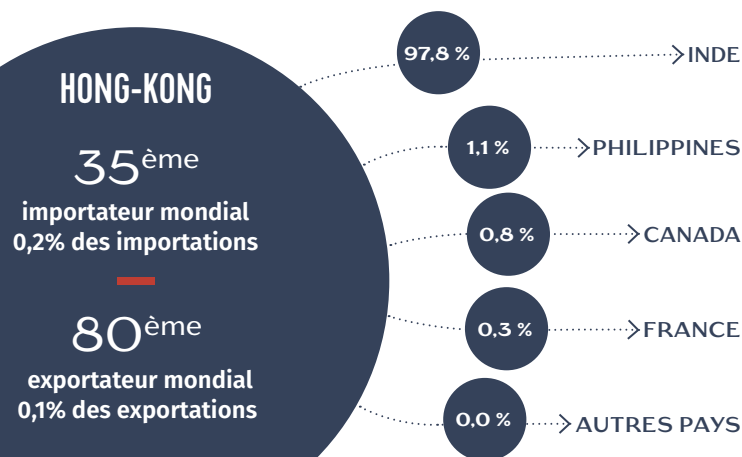 HONG-KONG
35ème
importateur mondial
0,2% des importations
80ème
exportateur mondial
0,1% des exportations
97,8 % INDE
1,1 % PHILIPPINES
0,8 % CANADA
0,3 % FRANCE
0,0 % AUTRES PAYS